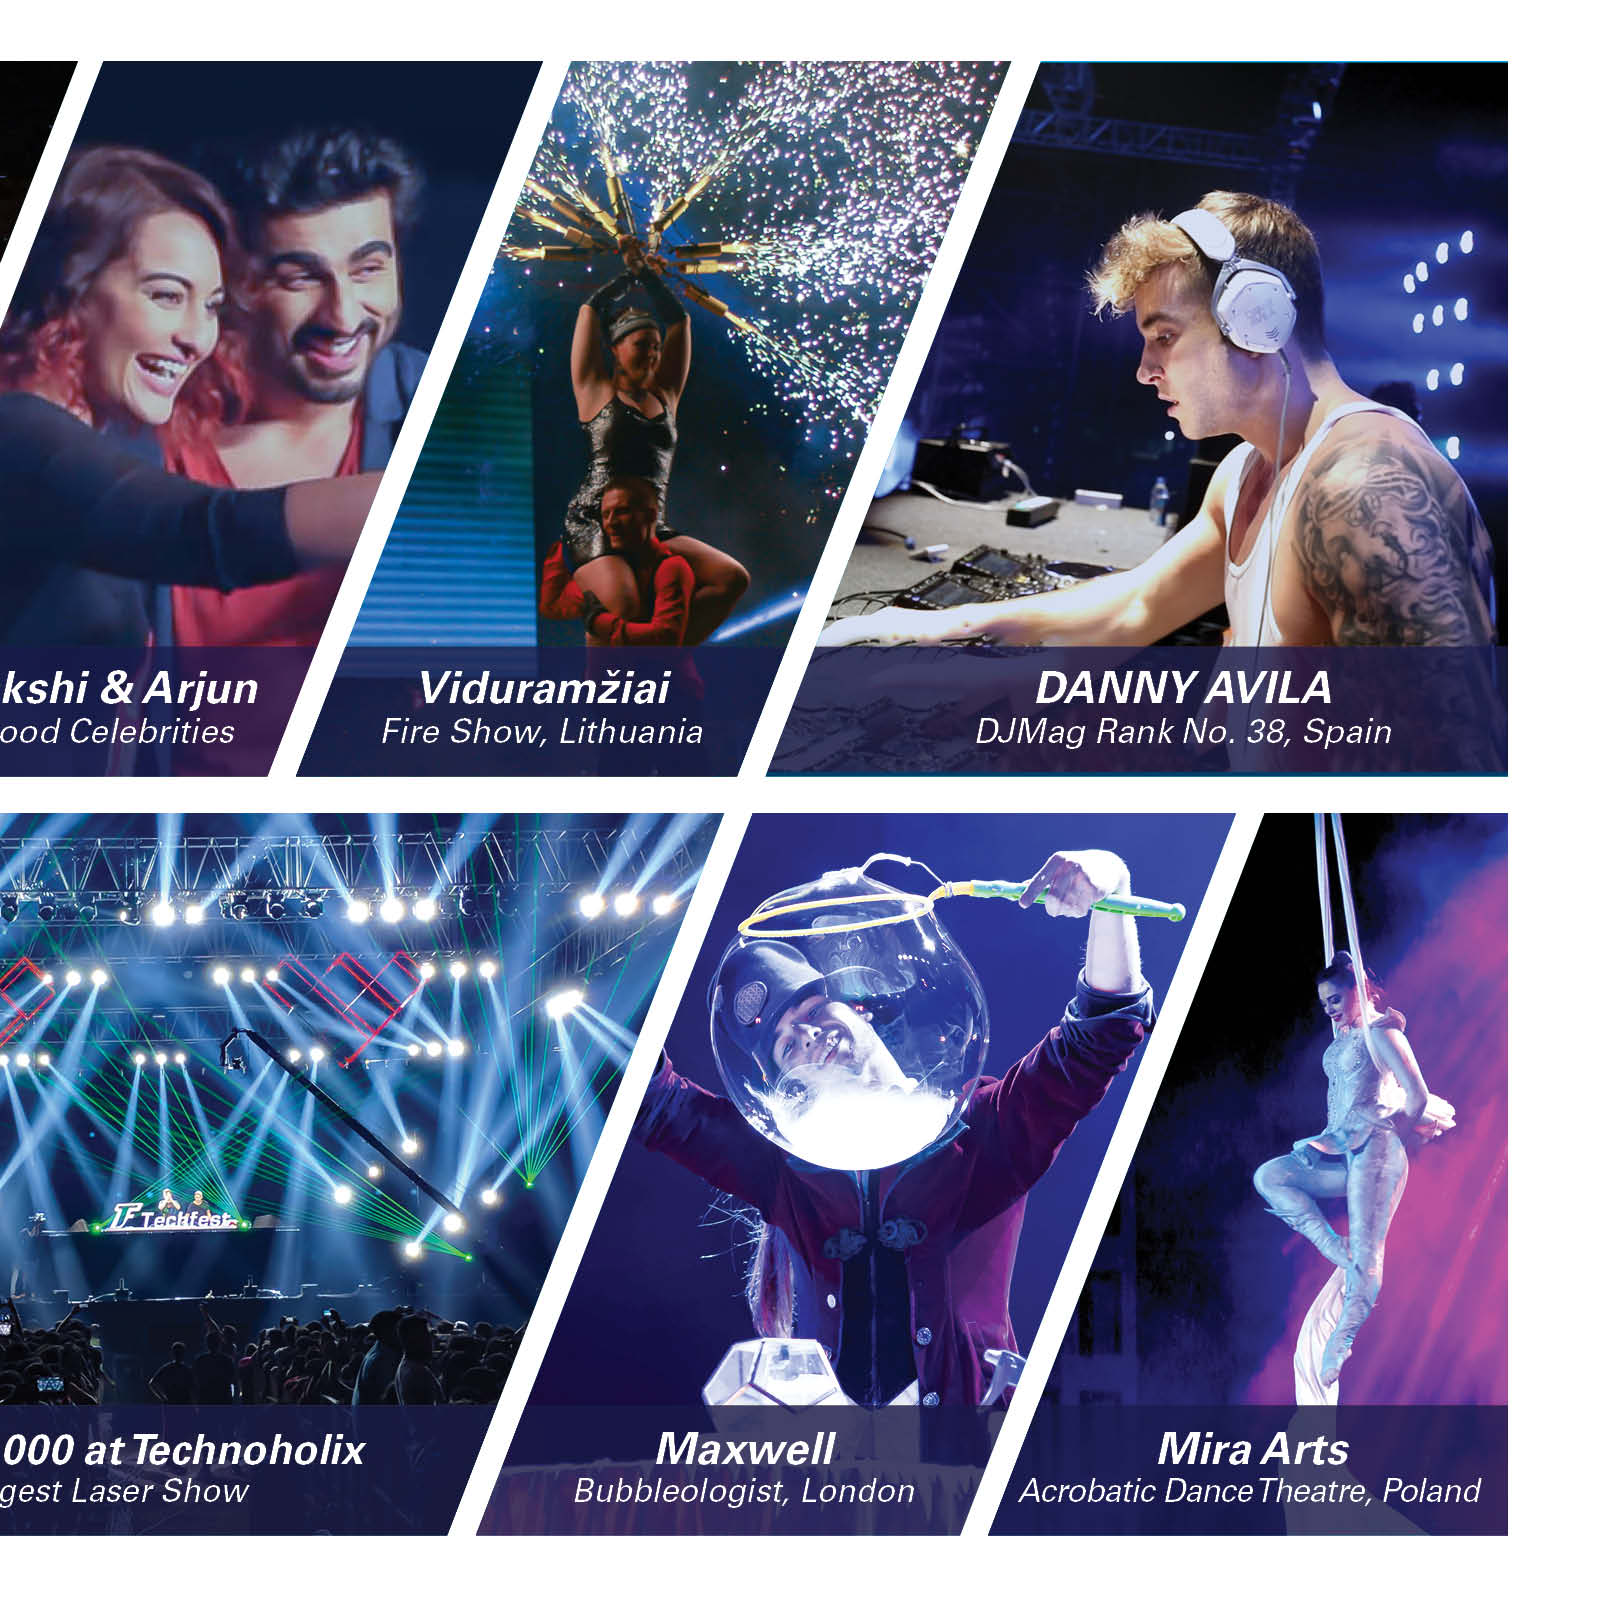 kshi & Arjun
ood Celebrities
Viduramžiai
Fire Show, Lithuania
DANNY AVILA
DJMag Rank No. 38, Spain
Techfest
000 at Technoholix
gest Laser Show
Maxwell
Bubbleologist, London
Mira Arts
Acrobatic Dance Theatre, Poland